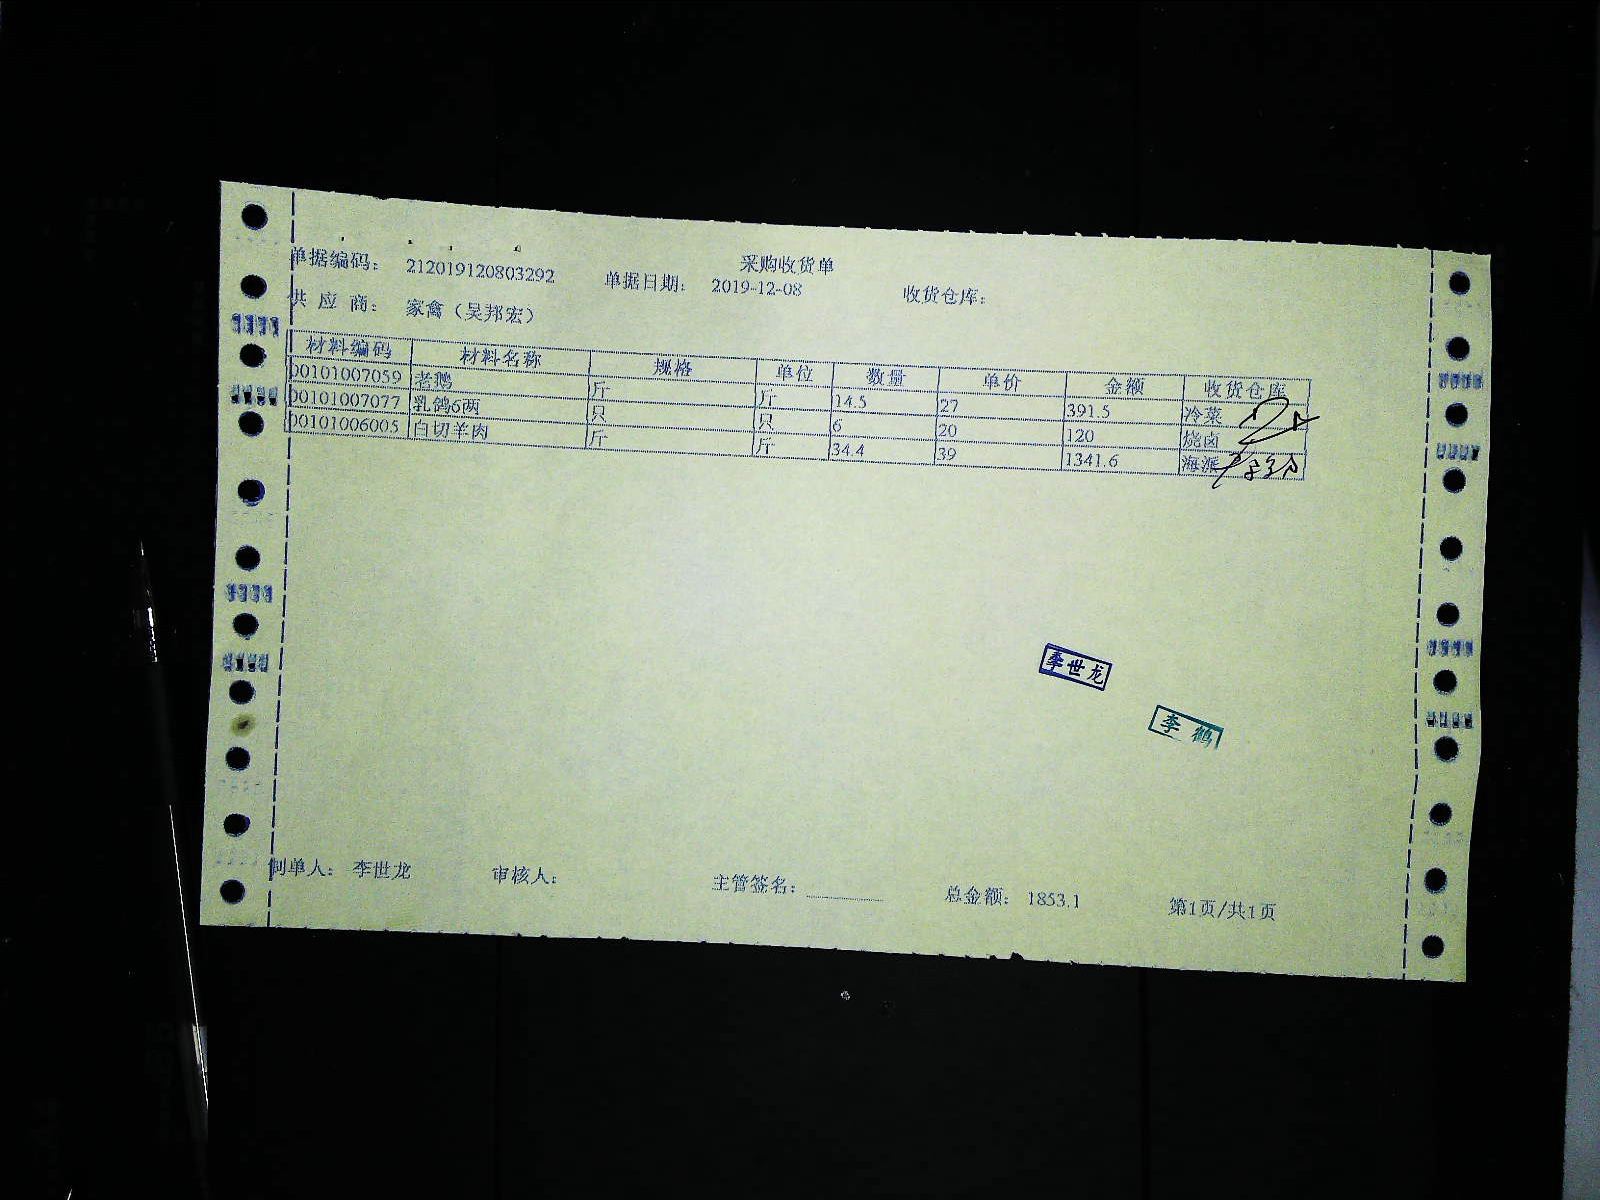 采购收货单
单据编码: 212019120803292 单据日期: 2019-12-08 收货仓库:
供 应 商: 家禽（吴邦宏）
材料编码 材料名称 规格 单位 数量 单价 金额 收货仓库
00101007059 老鹅 斤 斤 14.5 27 391.5 冷菜
00101007077 乳鸽6两 只 只 6 20 120 烧卤
00101006005 白切羊肉 斤 斤 34.4 39 1341.6 海派
李世龙
李鹤
制单人: 李世龙 审核人: 主管签名: 总金额: 1853.1 第1页/共1页